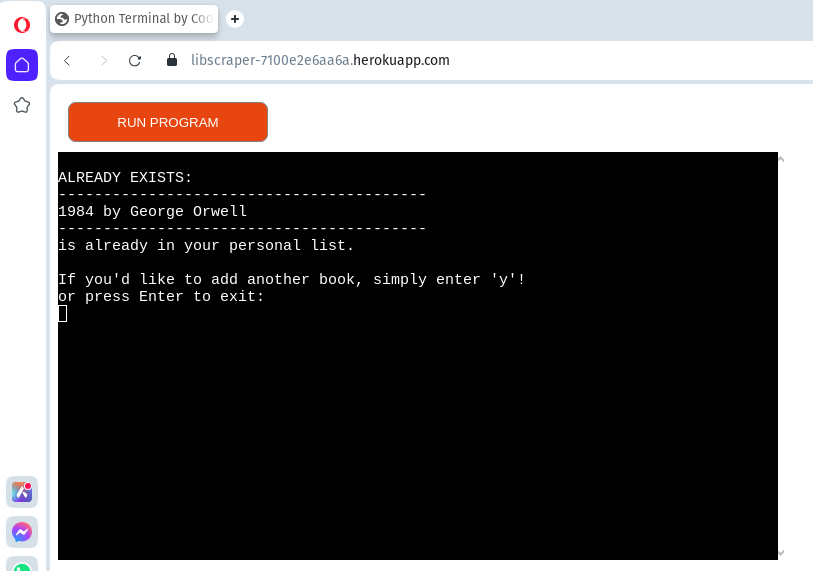 Python Terminal by Cod
libscraper-7100e2e6aa6a.herokuapp.com
RUN PROGRAM
ALREADY EXISTS:
-----------------------------------------
1984 by George Orwell
-----------------------------------------
is already in your personal list.
If you'd like to add another book, simply enter 'y'!
or press Enter to exit: